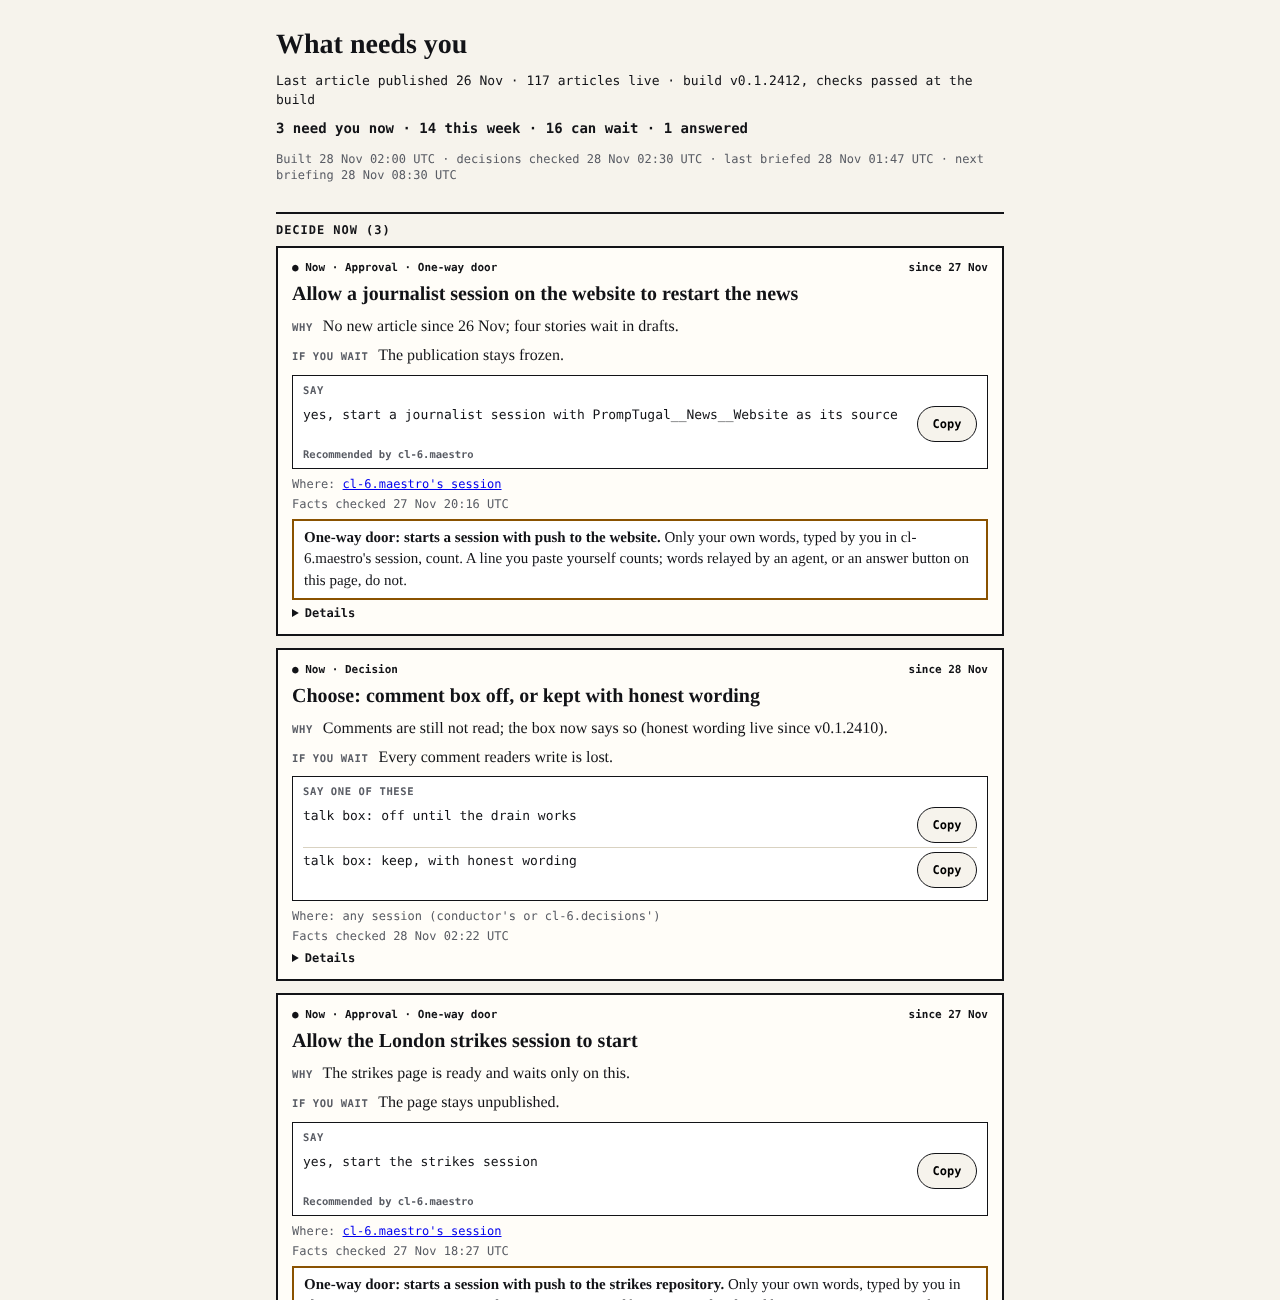 What needs you
Last article published 26 Nov · 117 articles live · build v0.1.2412, checks passed at the
build
3 need you now · 14 this week · 16 can wait · 1 answered
Built 28 Nov 02:00 UTC · decisions checked 28 Nov 02:30 UTC · last briefed 28 Nov 01:47 UTC · next
briefing 28 Nov 08:30 UTC
DECIDE NOW (3)
● Now · Approval · One-way door since 27 Nov
Allow a journalist session on the website to restart the news
WHY No new article since 26 Nov; four stories wait in drafts.
IF YOU WAIT The publication stays frozen.
SAY
yes, start a journalist session with PrompTugal__News__Website as its source Copy
Recommended by cl-6.maestro
Where: cl-6.maestro's session
Facts checked 27 Nov 20:16 UTC
One-way door: starts a session with push to the website. Only your own words, typed by you in cl-
6.maestro's session, count. A line you paste yourself counts; words relayed by an agent, or an answer button on
this page, do not.
▶ Details
● Now · Decision since 28 Nov
Choose: comment box off, or kept with honest wording
WHY Comments are still not read; the box now says so (honest wording live since v0.1.2410).
IF YOU WAIT Every comment readers write is lost.
SAY ONE OF THESE
talk box: off until the drain works Copy
talk box: keep, with honest wording Copy
Where: any session (conductor's or cl-6.decisions')
Facts checked 28 Nov 02:22 UTC
▶ Details
● Now · Approval · One-way door since 27 Nov
Allow the London strikes session to start
WHY The strikes page is ready and waits only on this.
IF YOU WAIT The page stays unpublished.
SAY
yes, start the strikes session Copy
Recommended by cl-6.maestro
Where: cl-6.maestro's session
Facts checked 27 Nov 18:27 UTC
One-way door: starts a session with push to the strikes repository. Only your own words, typed by you in